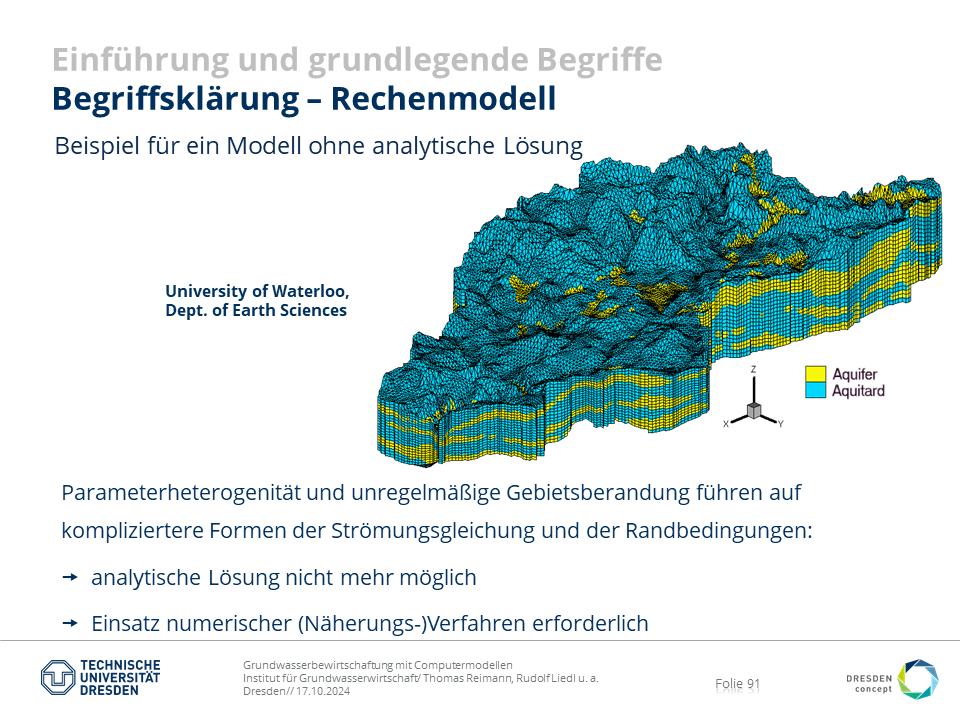 Einführung und grundlegende Begriffe
Begriffsklärung – Rechenmodell
Beispiel für ein Modell ohne analytische Lösung
University of Waterloo,
Dept. of Earth Sciences
Z
X
Y
Aquifer
Aquitard
Parameterheterogenität und unregelmäßige Gebietsberandung führen auf
kompliziertere Formen der Strömungsgleichung und der Randbedingungen:
➞ analytische Lösung nicht mehr möglich
➞ Einsatz numerischer (Näherungs-)Verfahren erforderlich
TECHNISCHE
UNIVERSITÄT
DRESDEN
Grundwasserbewirtschaftung mit Computermodellen
Institut für Grundwasserwirtschaft/ Thomas Reimann, Rudolf Liedl u. a.
Dresden// 17.10.2024
Folie 91
DRESDEN
concept